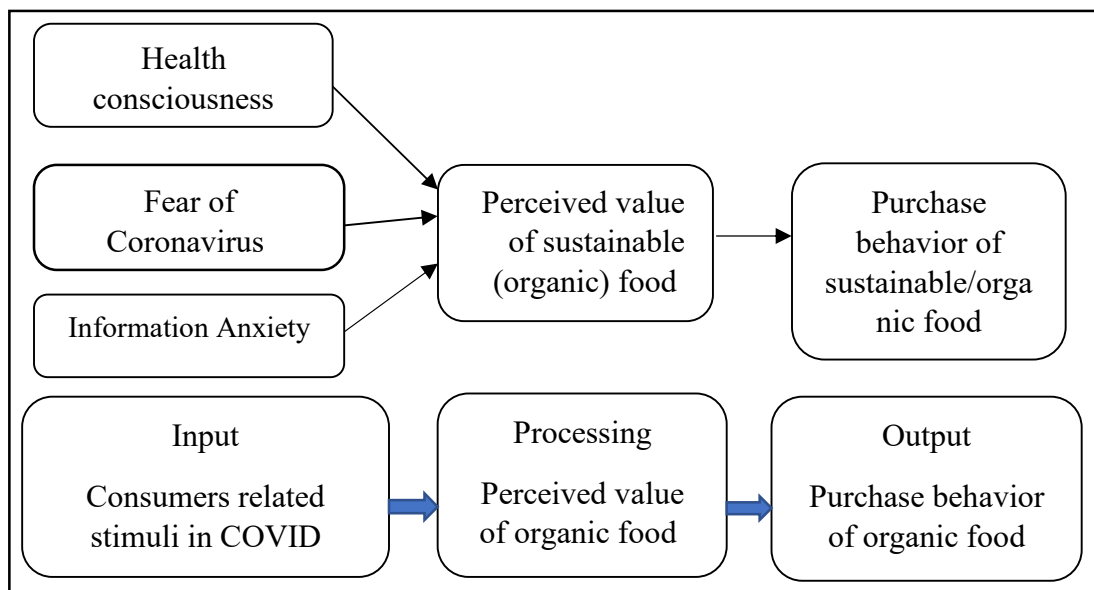 Health
consciousness
Fear of
Coronavirus
Information Anxiety
Perceived value
of sustainable
(organic) food
Purchase
behavior of
sustainable/orga
nic food
Input
Consumers related
stimuli in COVID
Processing
Perceived value
of organic food
Output
Purchase behavior
of organic food